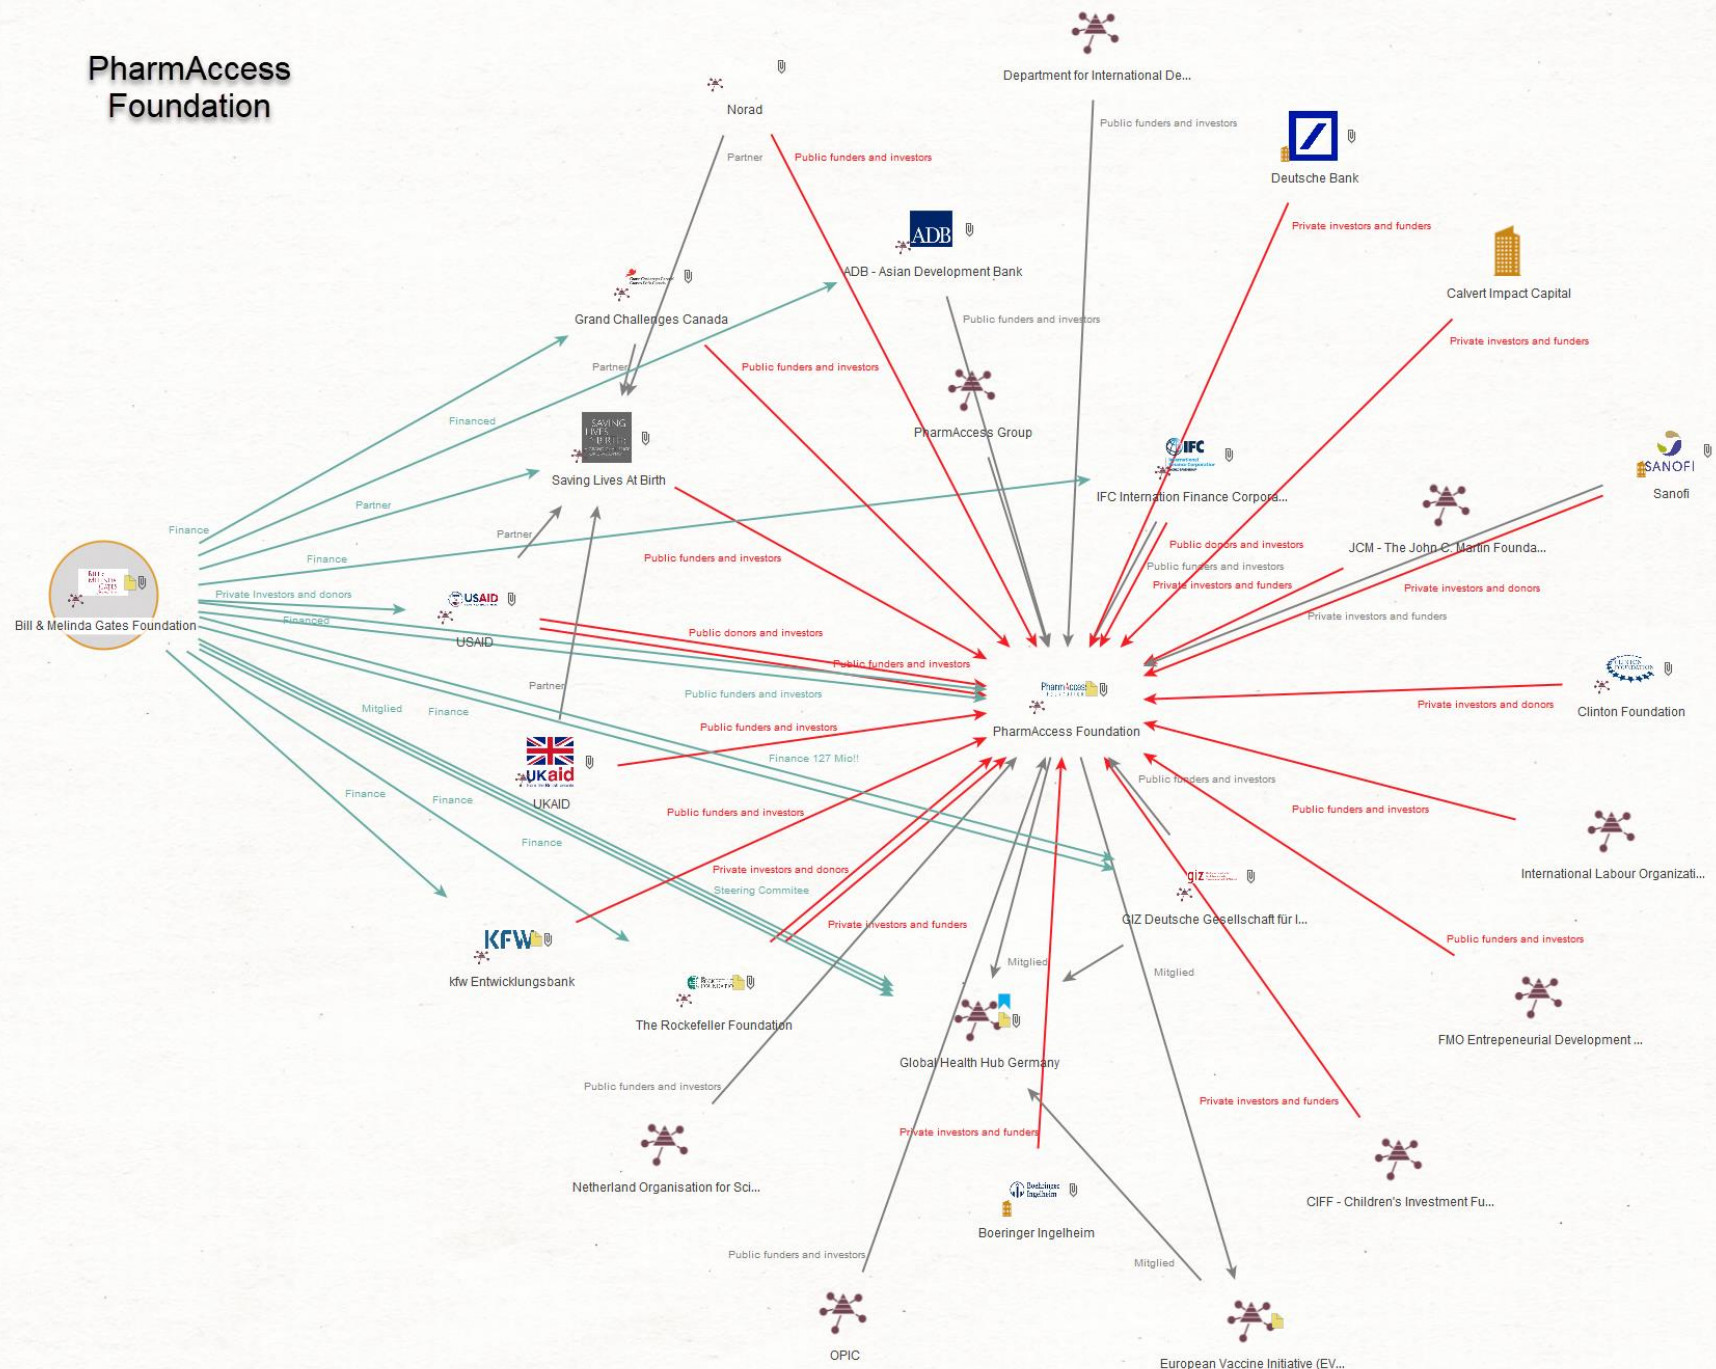 PharmAccess
Foundation
Department for International De...
Norad
Public funders and investors
Partner
Public funders and investors
Deutsche Bank
Private investors and funders
ADB
ADB - Asian Development Bank
Calvert Impact Capital
Grand Challenges Canada
Public funders and investors
Private investors and funders
Partner
Public funders and investors
Financed
SAVING
LIVES
PharmAccess Group
IFC
SANOFI
Saving Lives At Birth
IFC Internation Finance Corpora...
Sanofi
Partner
Finance
Partner
Public donors and investors
JCM - The John C. Martin Founda...
Finance
Public funders and investors
Public funders and investors
Private investors and funders
Private investors and donors
Private Investors and donors
USAID
Financed
Private investors and funders
Bill & Melinda Gates Foundation
USAID
Public donors and investors
Public funders and investors
Partner
Public funders and investors
PharmAccess
Mitglied
Finance
Private investors and donors
Clinton Foundation
Public funders and investors
PharmAccess Foundation
Finance 127 Mio!!
UKaid
Public funders and investors
Finance
Finance
UKAID
Public funders and investors
Public funders and investors
Finance
Private investors and donors
giz
International Labour Organizati...
Steering Commitee
Private investors and funders
GIZ Deutsche Gesellschaft für I...
KFW
Public funders and investors
kfw Entwicklungsbank
Mitglied
Mitglied
The Rockefeller Foundation
FMO Entrepeneurial Development ...
Global Health Hub Germany
Public funders and investors
Private investors and funders
Private investors and funders
Netherland Organisation for Sci...
Boehringer
Ingelheim
CIFF - Children's Investment Fu...
Boeringer Ingelheim
Public funders and investors
Mitglied
OPIC
European Vaccine Initiative (EV...